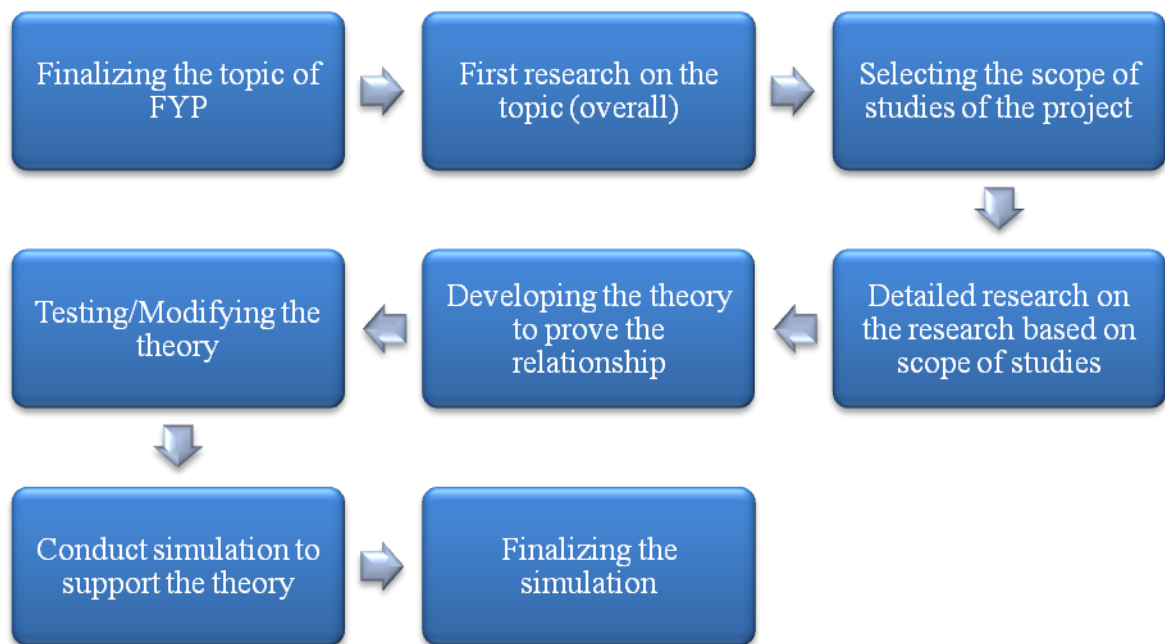 Finalizing the topic of
FYP
First research on the
topic (overall)
Selecting the scope of
studies of the project
Detailed research on
the research based on
scope of studies
Developing the theory
to prove the
relationship
Testing/Modifying the
theory
Conduct simulation to
support the theory
Finalizing the
simulation